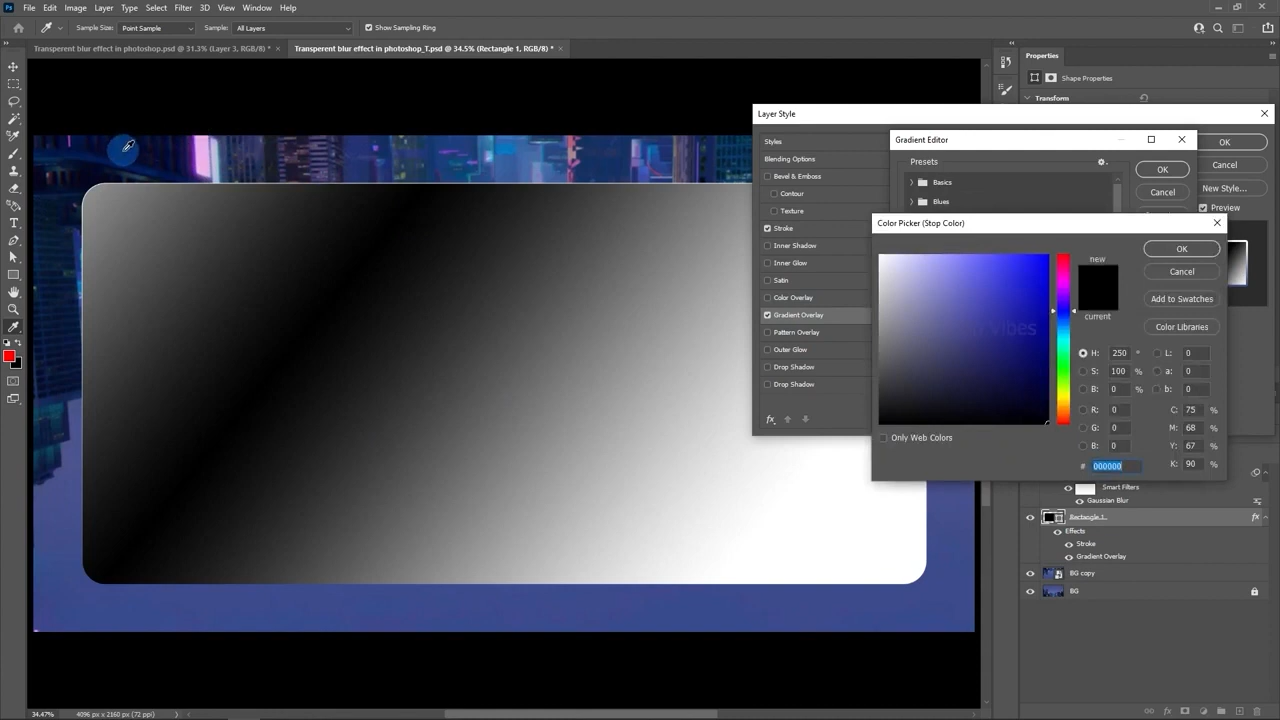 File Edit Image Layer Type Select Filter 3D View Window Help
Sample Size: Point Sample Sample: All Layers Show Sampling Ring
Transparent blur effect in photoshop.psd @ 31.3% (Layer 3, RGB/8) * × Transparent blur effect in photoshop_T.psd @ 34.5% (Rectangle 1, RGB/8) * ×
Properties
Shape Properties
Transform
Layer Style
Styles
Blending Options
Bevel & Emboss
Contour
Texture
Stroke
Inner Shadow
Inner Glow
Satin
Color Overlay
Gradient Overlay
Pattern Overlay
Outer Glow
Drop Shadow
Drop Shadow
fx
OK
Cancel
New Style...
Preview
Gradient Editor
Presets
Basics
Blues
OK
Cancel
Color Picker (Stop Color)
new
current
OK
Cancel
Add to Swatches
Color Libraries
Vibes
H: 250 ° L: 0
S: 100 % a: 0
B: 0 % b: 0
R: 0 C: 75 %
G: 0 M: 68 %
B: 0 Y: 67 %
# 000000 K: 90 %
Only Web Colors
Smart Filters
Gaussian Blur
Rectangle 1 fx
Effects
Stroke
Gradient Overlay
BG copy
BG
34.47% 4096 px x 2160 px (72 ppi)